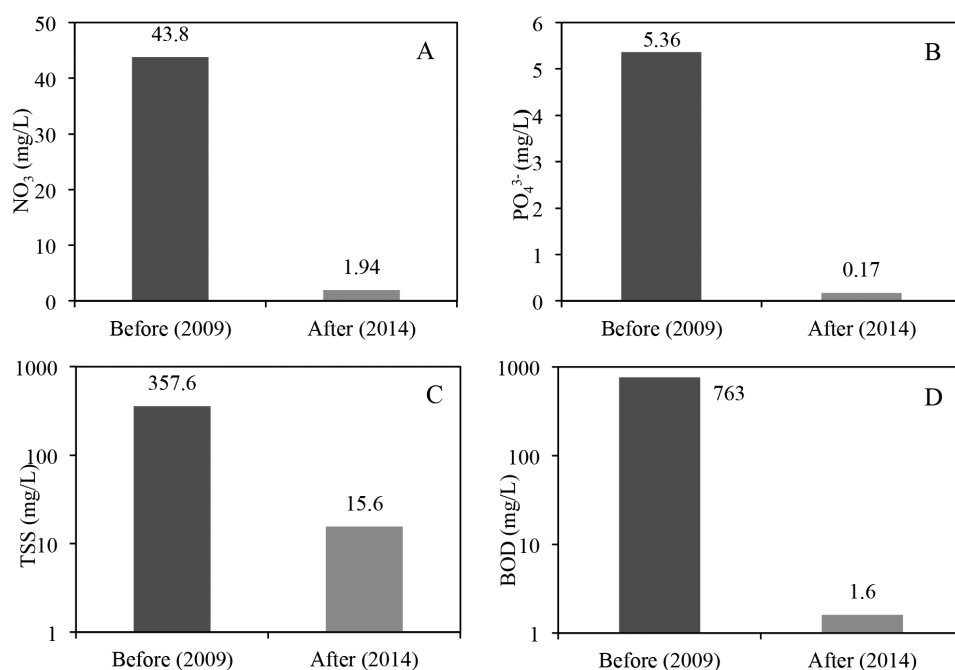 A
NO₃ (mg/L)
50
40
30
20
10
0
43.8
1.94
Before (2009)
After (2014)
B
PO₄³⁻ (mg/L)
6
5
4
3
2
1
0
5.36
0.17
Before (2009)
After (2014)
C
TSS (mg/L)
1000
100
10
1
357.6
15.6
Before (2009)
After (2014)
D
BOD (mg/L)
1000
100
10
1
763
1.6
Before (2009)
After (2014)